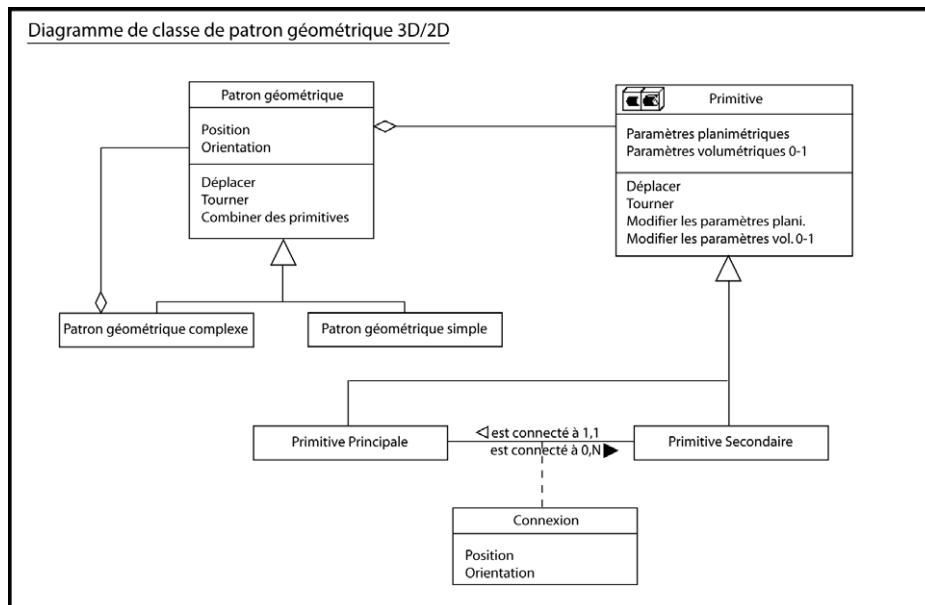 Diagramme de classe de patron géométrique 3D/2D
Patron géométrique
Position
Orientation
Déplacer
Tourner
Combiner des primitives
Primitive
Paramètres planimétriques
Paramètres volumétriques 0-1
Déplacer
Tourner
Modifier les paramètres plani.
Modifier les paramètres vol. 0-1
Patron géométrique complexe
Patron géométrique simple
Primitive Principale
est connecté à 1,1
est connecté à 0,N
Primitive Secondaire
Connexion
Position
Orientation